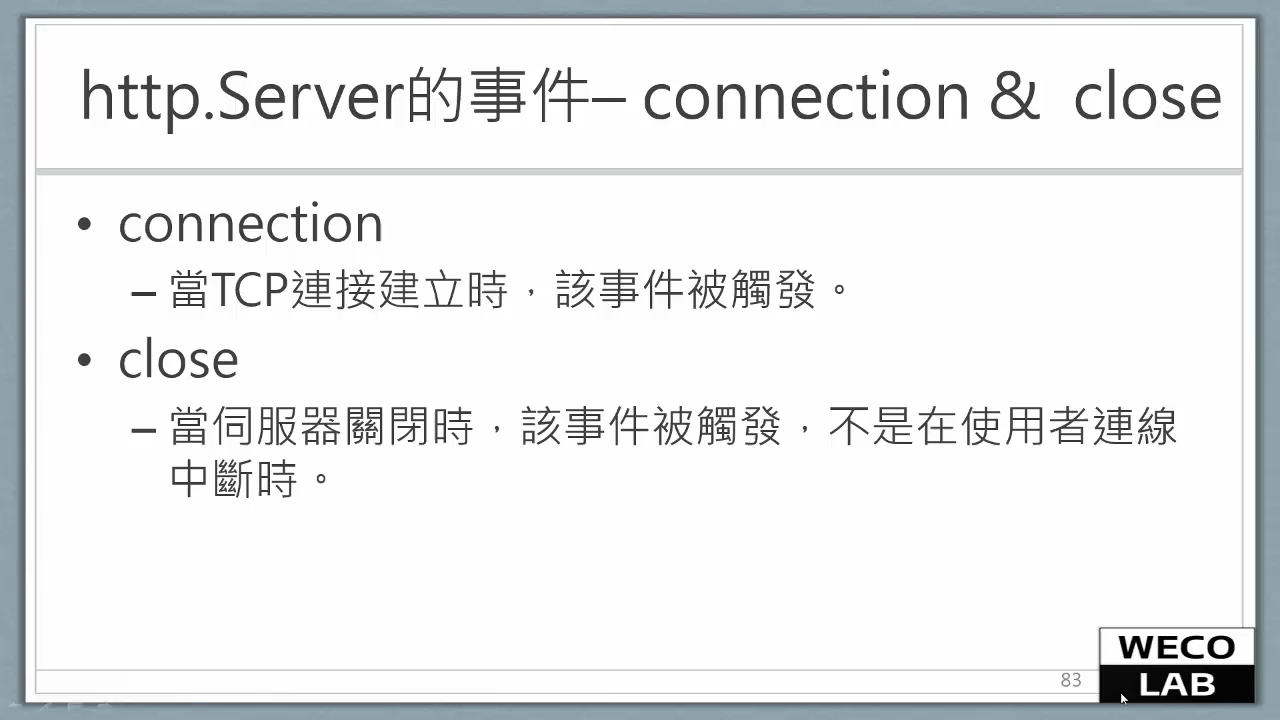 http.Server的事件– connection & close
• connection
– 當TCP連接建立時，該事件被觸發。
• close
– 當伺服器關閉時，該事件被觸發，不是在使用者連線
中斷時。
83
WECO
LAB